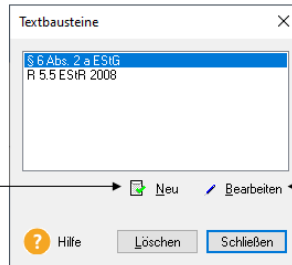 Textbausteine
§ 6 Abs. 2 a EStG
R 5.5 EStR 2008
Neu
Bearbeiten
? Hilfe
Löschen
Schließen